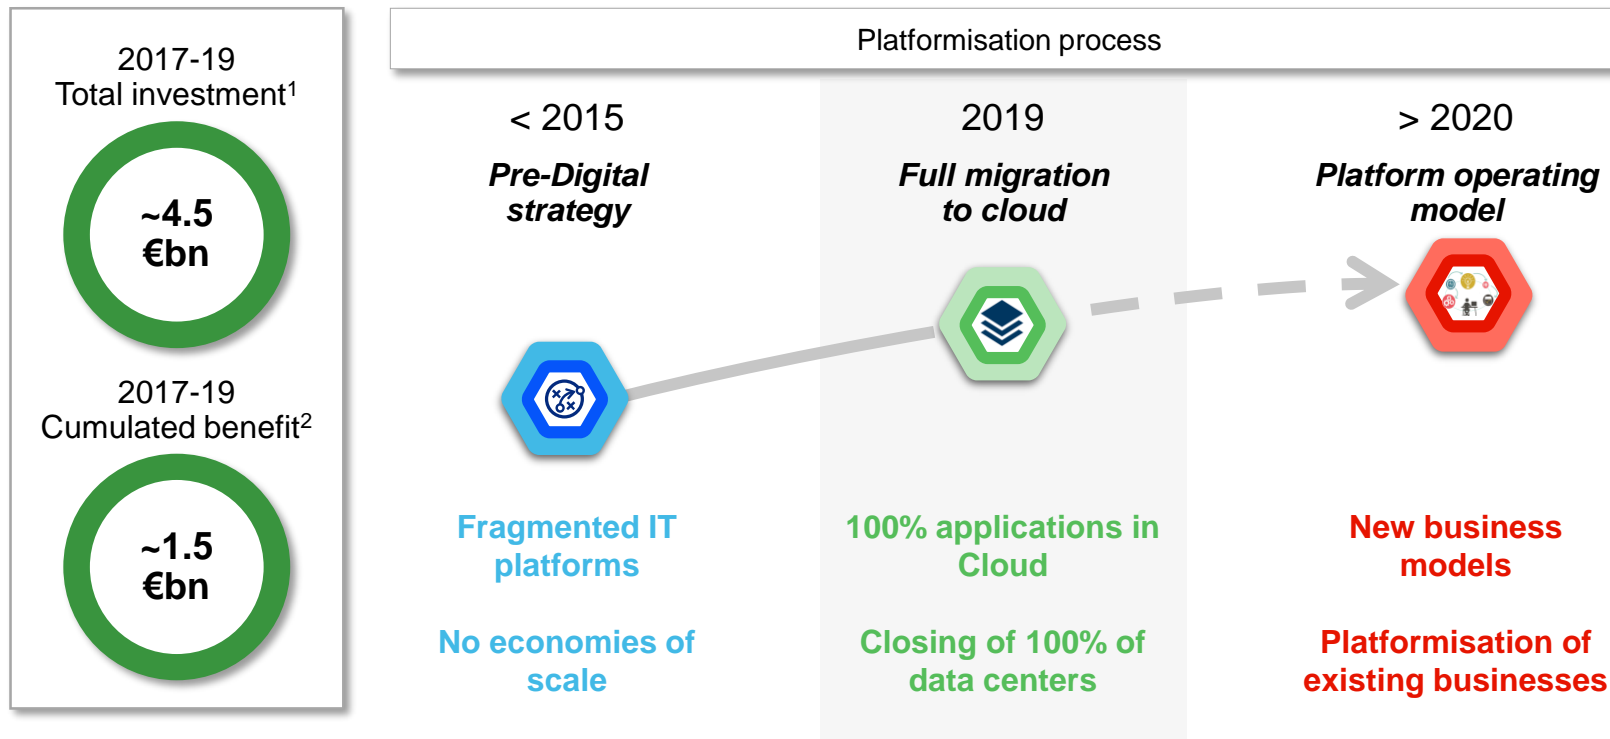 2017-19
Total investment¹
~4.5
€bn
2017-19
Cumulated benefit²
~1.5
€bn
Platformisation process
< 2015
Pre-Digital
strategy
Fragmented IT
platforms
No economies of
scale
2019
Full migration
to cloud
100% applications in
Cloud
Closing of 100% of
data centers
> 2020
Platform operating
model
New business
models
Platformisation of
existing businesses